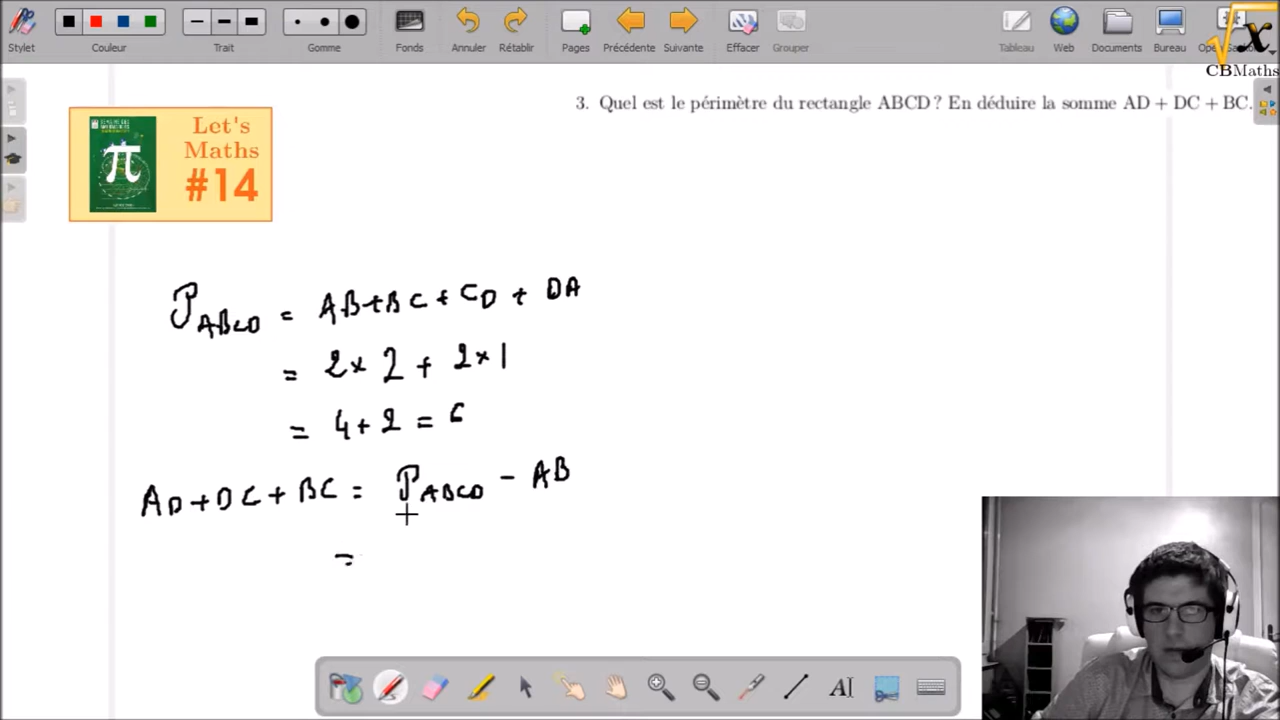 Stylet Couleur Trait Gomme Fonds Annuler Rétablir Pages Précédente Suivante Effacer Grouper Tableau Web Documents Bureau
CBMaths
3. Quel est le périmètre du rectangle ABCD? En déduire la somme AD + DC + BC.
Let's
Maths
#14
π
P_ABCD = AB+BC+CD+DA
= 2×2+2×1
= 4+2=6
AD+DC+BC = P_ABCD - AB
=